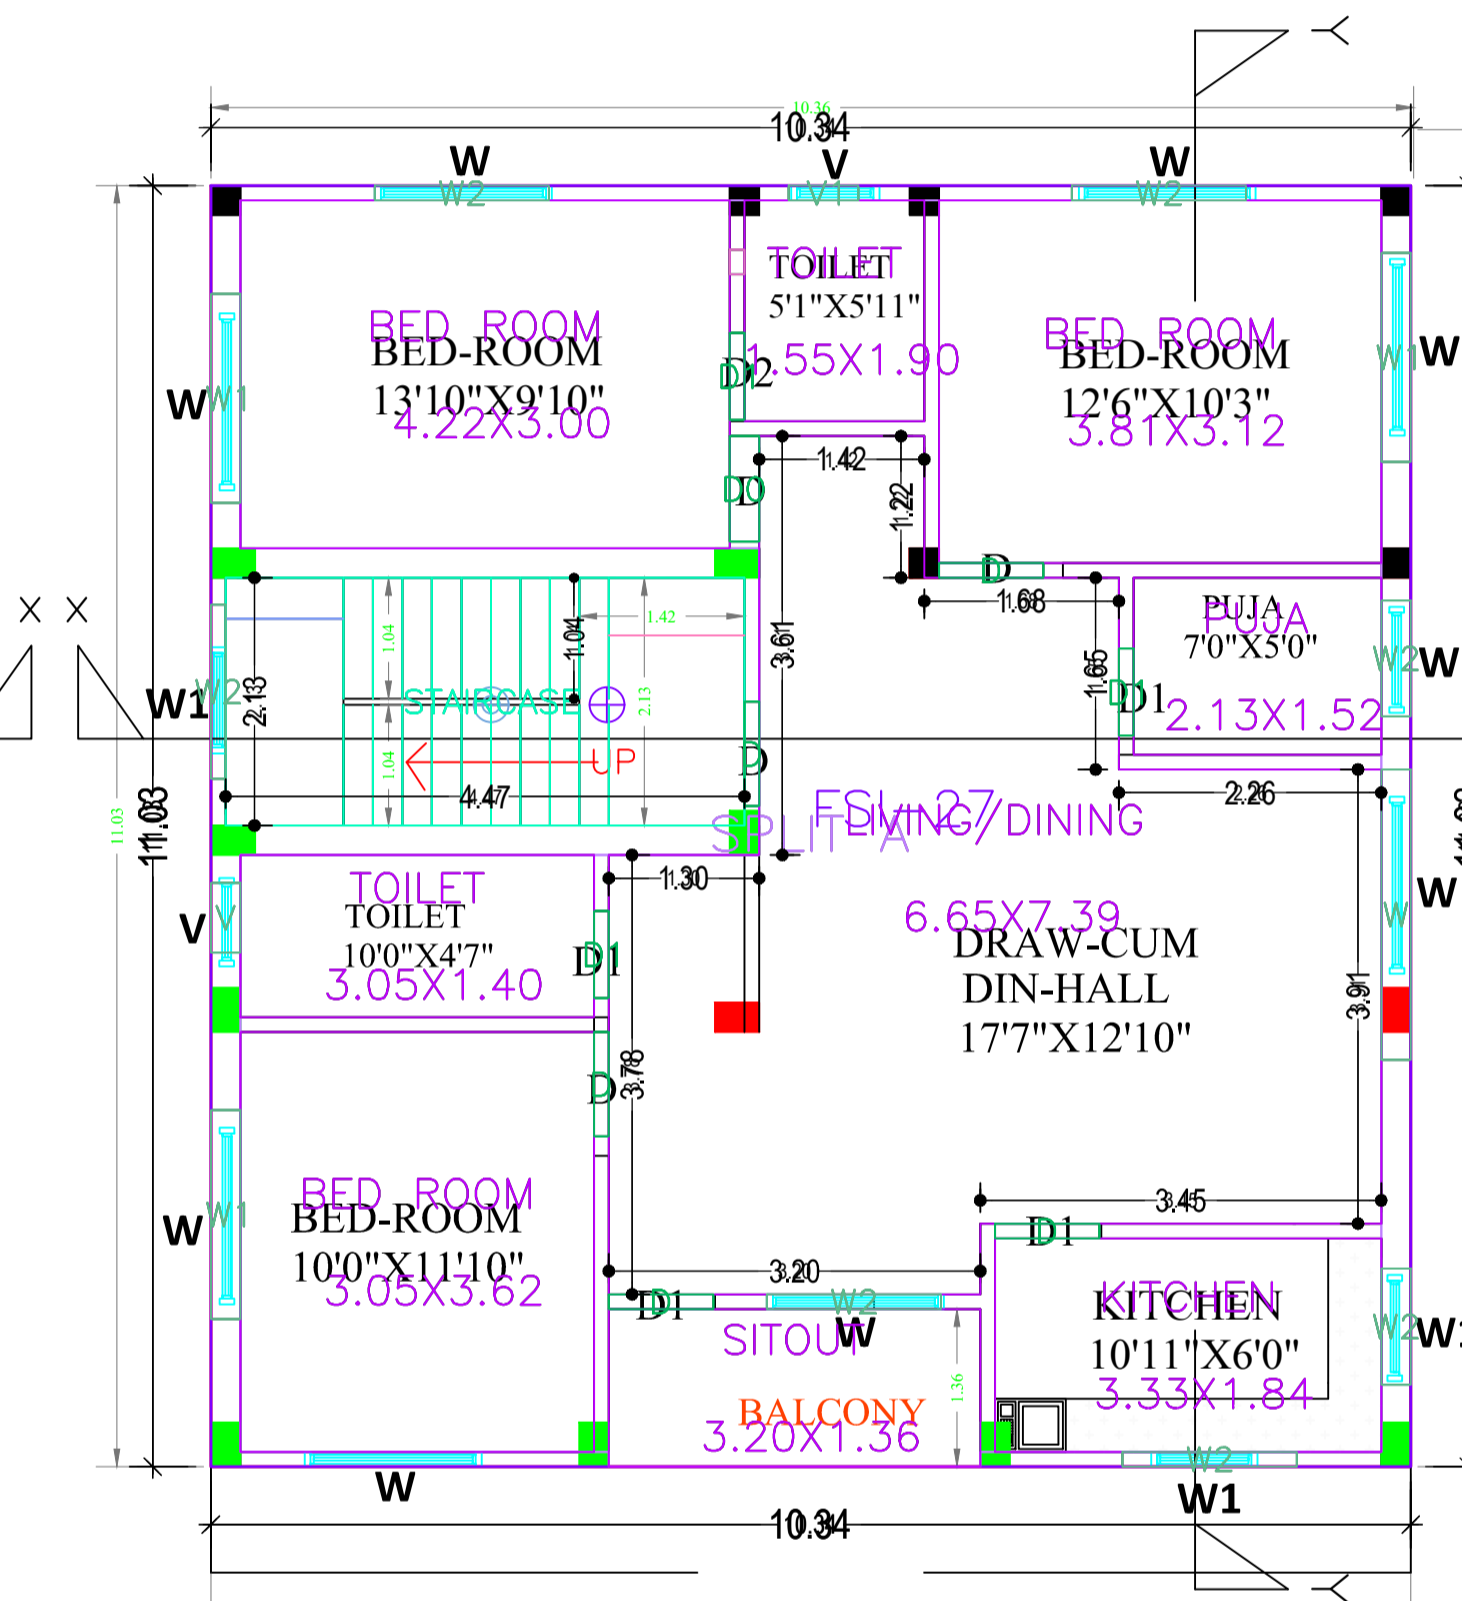 Y
10.36
10.34
W
V
W
W2
V1
W2
TOILET
TOILET
5'1"X5'11"
1.55X1.90
BED ROOM
BED-ROOM
13'10"X9'10"
4.22X3.00
BED ROOM
BED-ROOM
12'6"X10'3"
3.81X3.12
W
W1
W1
W
D2
D1
D0
D
1.42
1.22
D
D
1.68
X X
1.04
1.04
1.42
3.61
PUJA
PUJA
7'0"X5'0"
2.13X1.52
1.65
D1
D1
W2
W
W1
W2
2.13
STAIRCASE
2.13
1.04
UP
D
D
4.47
2.26
11.03
11.03
FSI-27
LIVING/DINING
SPLIT A
6.65X7.39
DRAW-CUM
DIN-HALL
17'7"X12'10"
1.30
W
W
V
V
TOILET
TOILET
10'0"X4'7"
3.05X1.40
D1
D1
3.91
3.78
D
D
BED ROOM
BED-ROOM
10'0"X11'10"
3.05X3.62
W
W1
3.45
D1
D
3.20
D1
D
W2
W
SITOUT
BALCONY
3.20X1.36
1.36
KITCHEN
KITCHEN
10'11"X6'0"
3.33X1.84
W2
W1
W2
W
W1
10.34
Y